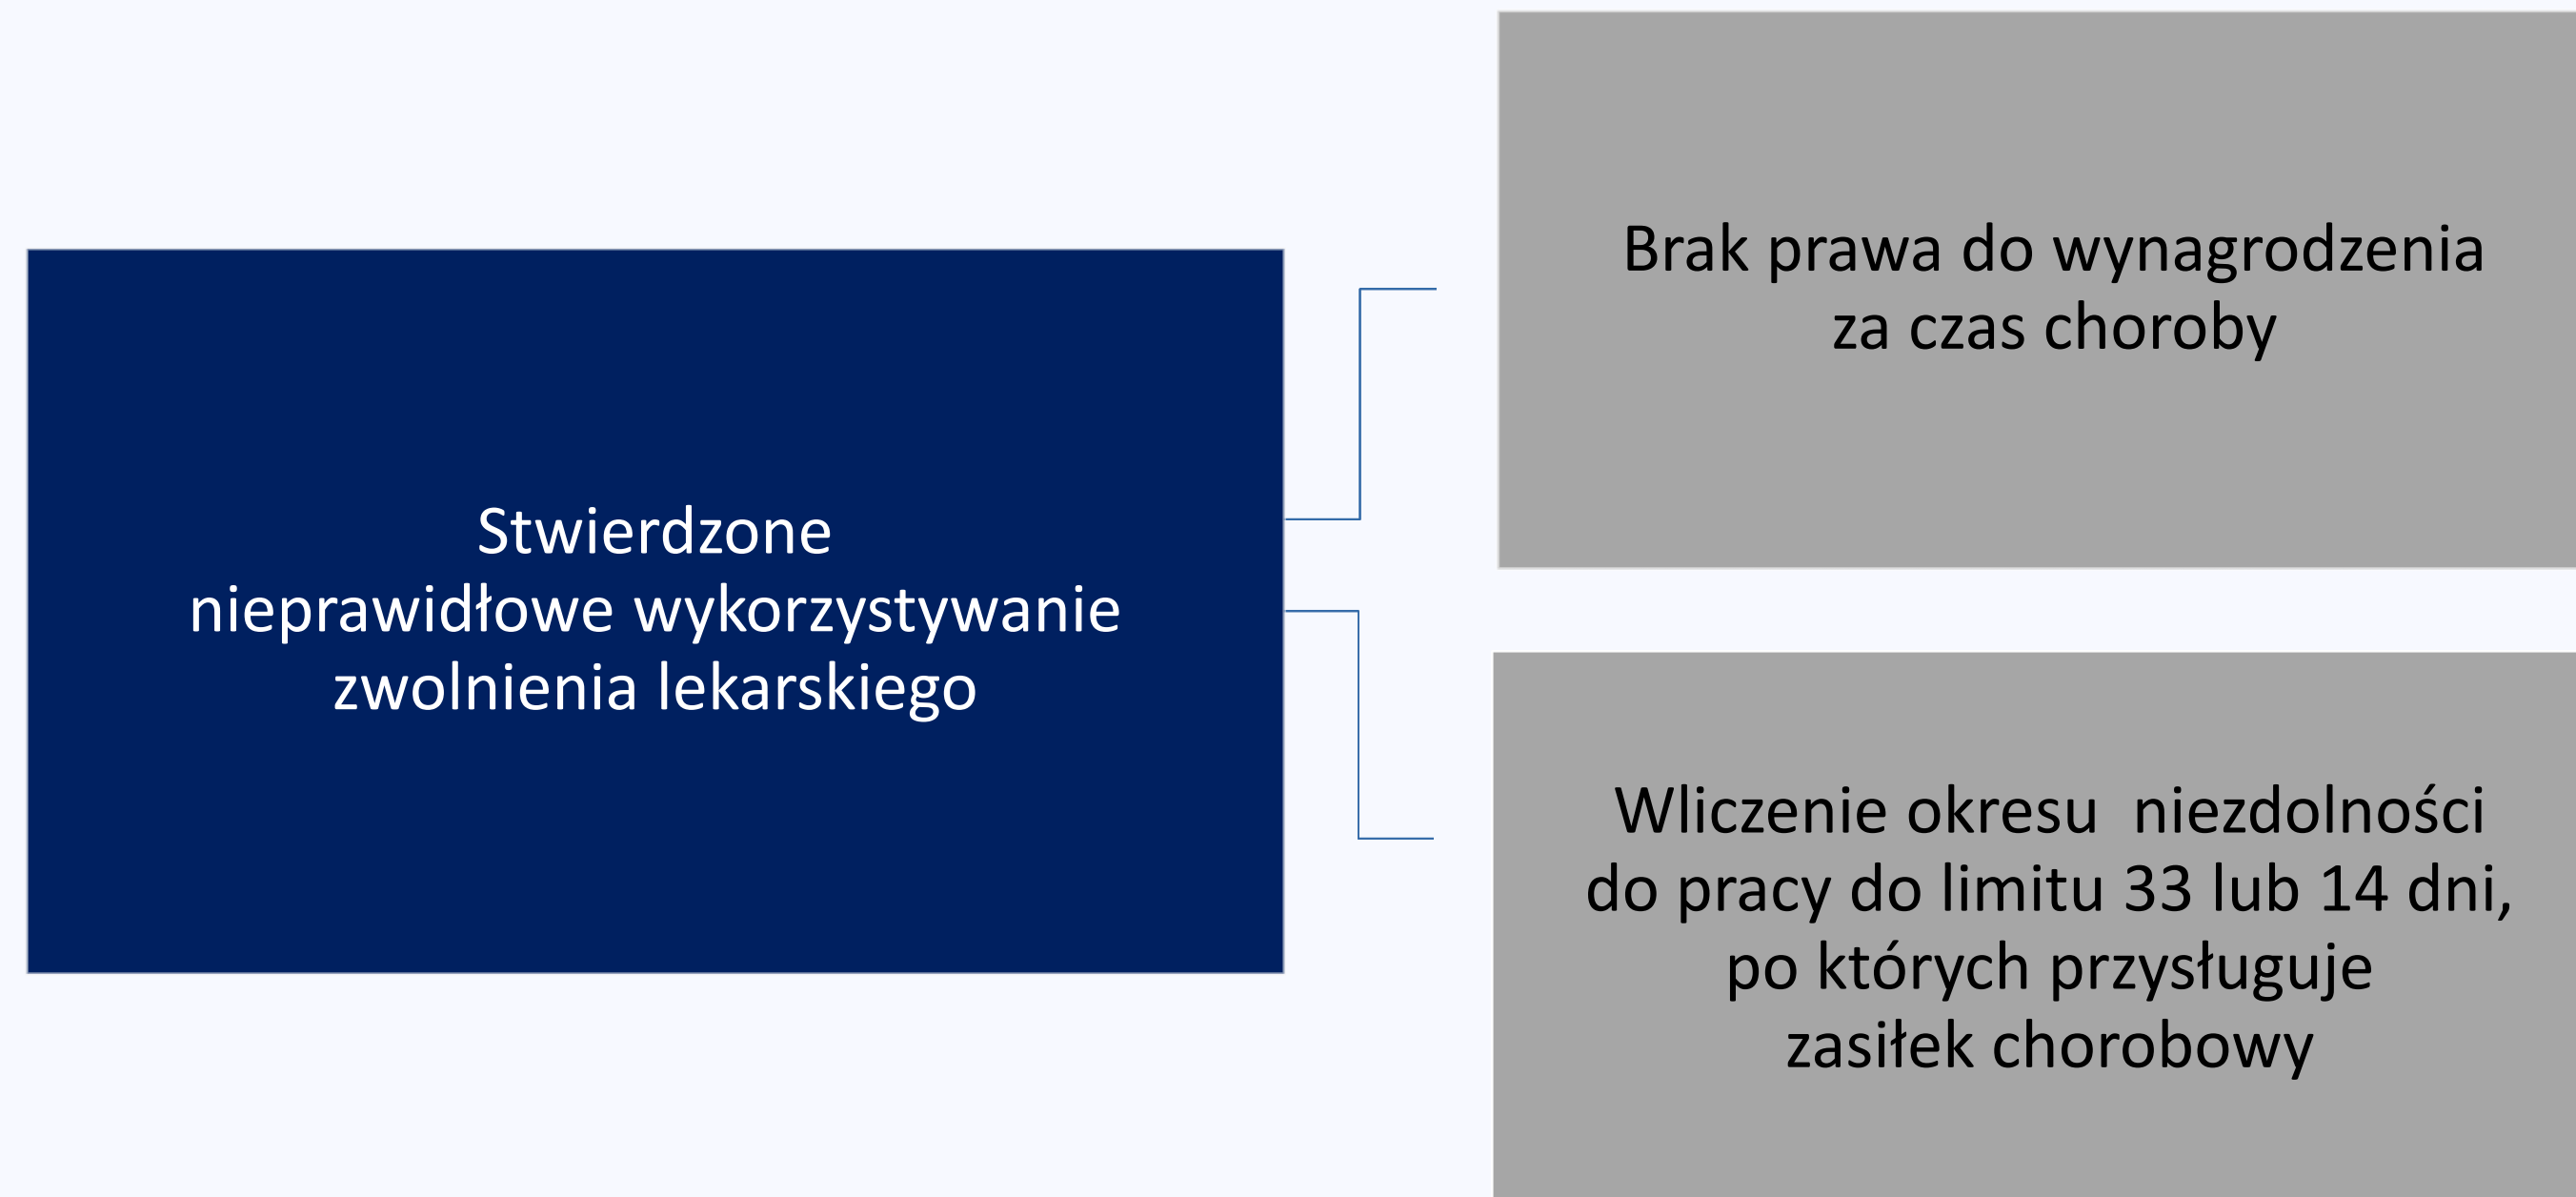 Stwierdzone
nieprawidłowe wykorzystywanie
zwolnienia lekarskiego
Brak prawa do wynagrodzenia
za czas choroby
Wliczenie okresu  niezdolności
do pracy do limitu 33 lub 14 dni,
po których przysługuje
zasiłek chorobowy